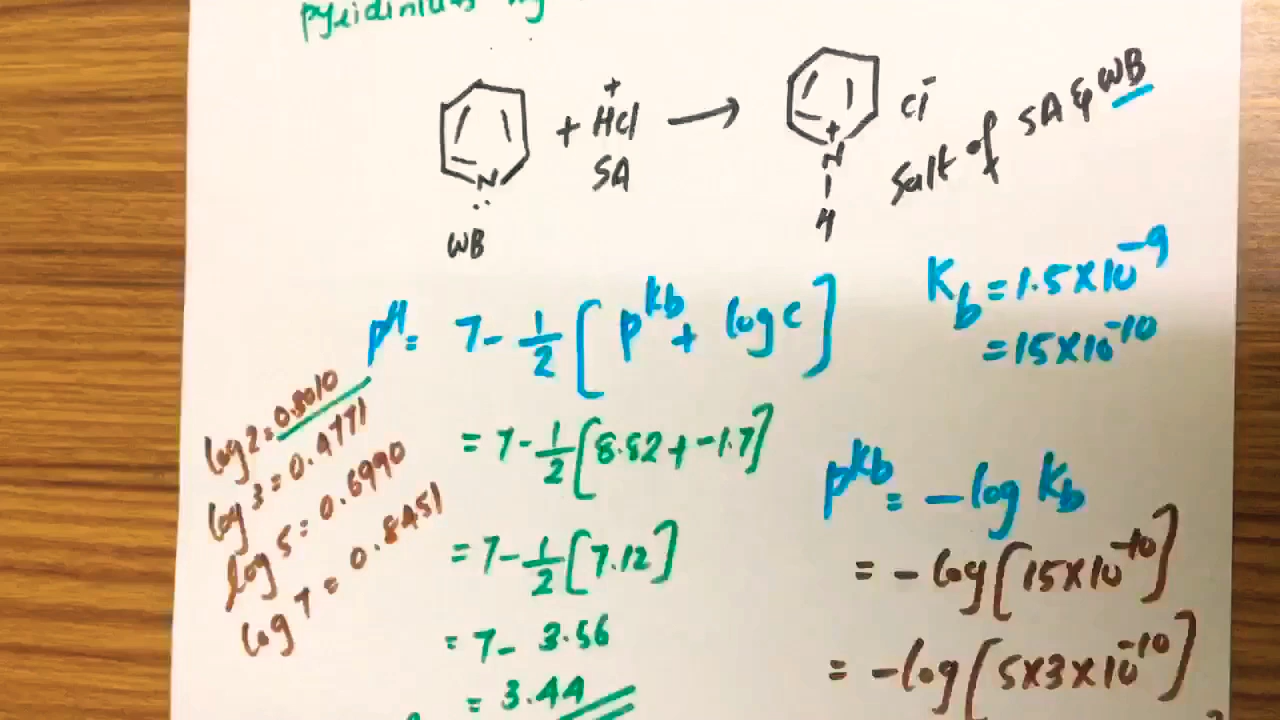 + HCl →
+
N
SA
WB
N
+
H
Cl⁻
Salt of SA & WB
pH = 7 - 1/2 [pKb + log c]
Kb = 1.5×10⁻⁹
= 15×10⁻¹⁰
log 2 = 0.3010
log 3 = 0.4771
log 5 = 0.6990
log 7 = 0.8451
= 7 - 1/2 [8.82 + -1.7]
= 7 - 1/2 [7.12]
= 7 - 3.56
= 3.44
pKb = -log Kb
= -log [15×10⁻¹⁰]
= -log [5×3×10⁻¹⁰]